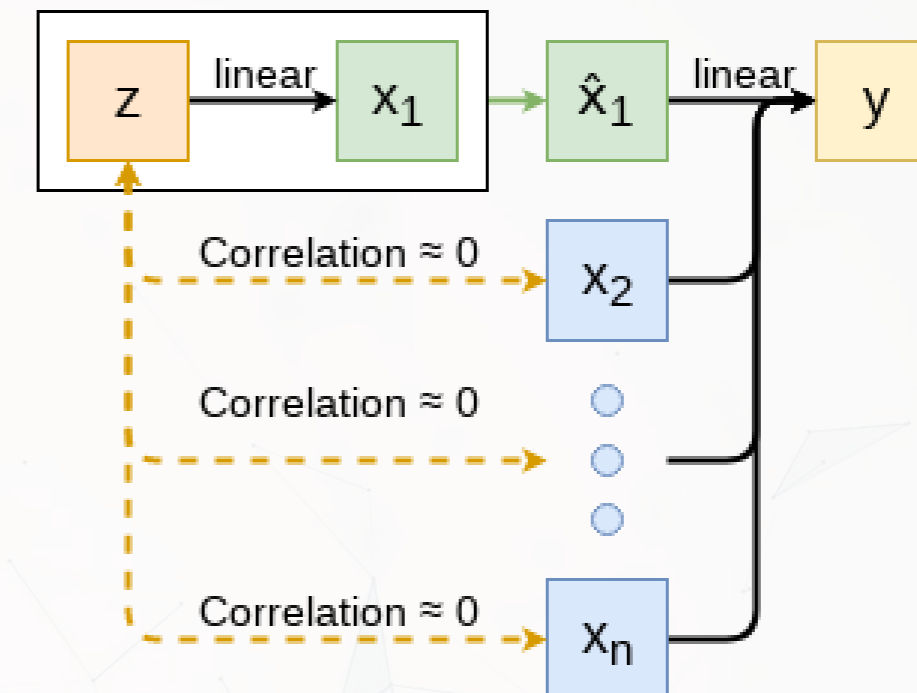 z linear x₁ x̂₁ linear y
Correlation ≈ 0 x₂
Correlation ≈ 0
Correlation ≈ 0 xₙ